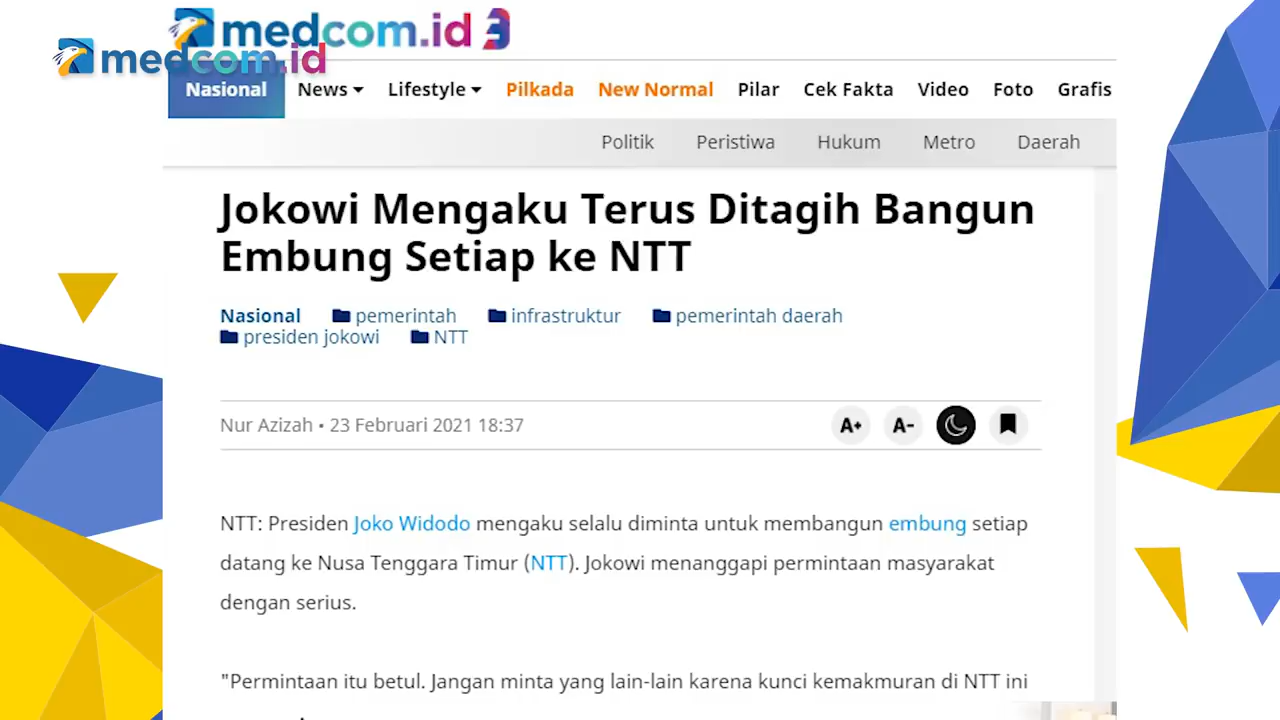 medcom.id 3
medcom.id
Nasional News Lifestyle Pilkada New Normal Pilar Cek Fakta Video Foto Grafis
Politik Peristiwa Hukum Metro Daerah
Jokowi Mengaku Terus Ditagih Bangun
Embung Setiap ke NTT
Nasional pemerintah infrastruktur pemerintah daerah
presiden jokowi NTT
Nur Azizah • 23 Februari 2021 18:37 A+ A-
NTT: Presiden Joko Widodo mengaku selalu diminta untuk membangun embung setiap
datang ke Nusa Tenggara Timur (NTT). Jokowi menanggapi permintaan masyarakat
dengan serius.
"Permintaan itu betul. Jangan minta yang lain-lain karena kunci kemakmuran di NTT ini